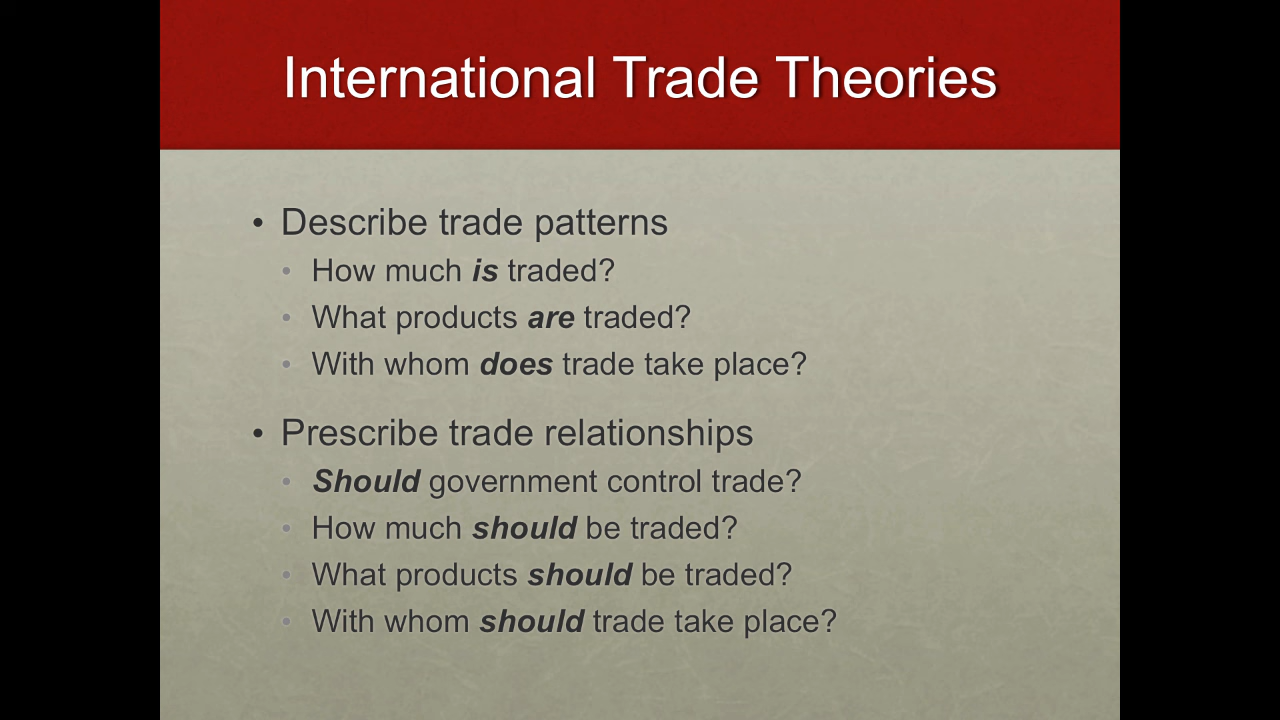 International Trade Theories
• Describe trade patterns
• How much is traded?
• What products are traded?
• With whom does trade take place?
• Prescribe trade relationships
• Should government control trade?
• How much should be traded?
• What products should be traded?
• With whom should trade take place?